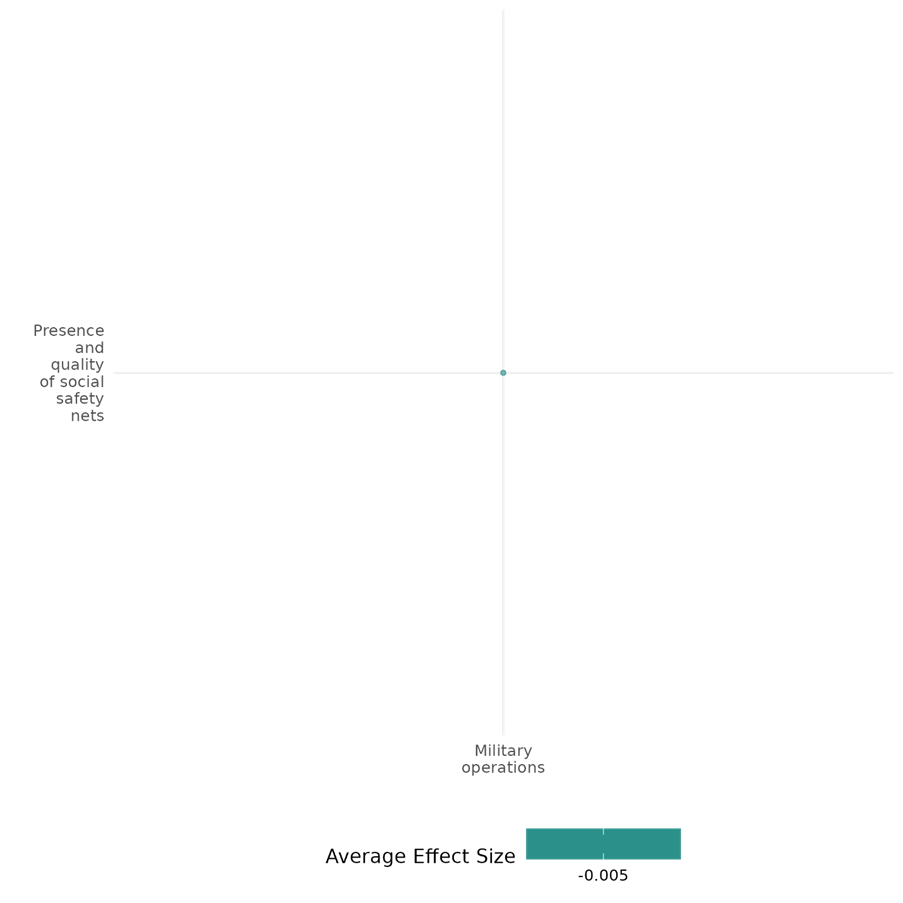 Presence
and
quality
of social
safety
nets
Military
operations
Average Effect Size
-0.005